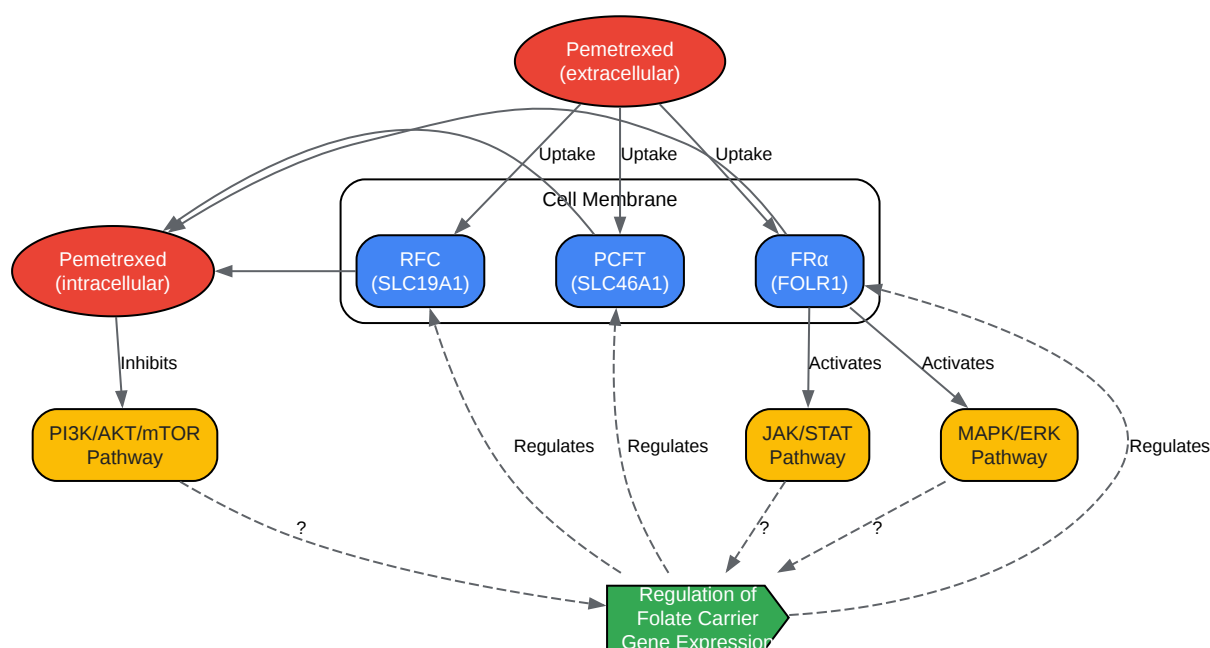 Pemetrexed
(extracellular)
Uptake
Uptake
Uptake
Cell Membrane
Pemetrexed
(intracellular)
RFC
(SLC19A1)
PCFT
(SLC46A1)
FRα
(FOLR1)
Inhibits
Activates
Activates
PI3K/AKT/mTOR
Pathway
Regulates
Regulates
JAK/STAT
Pathway
MAPK/ERK
Pathway
Regulates
?
?
?
Regulation of
Folate Carrier
Gene Expression